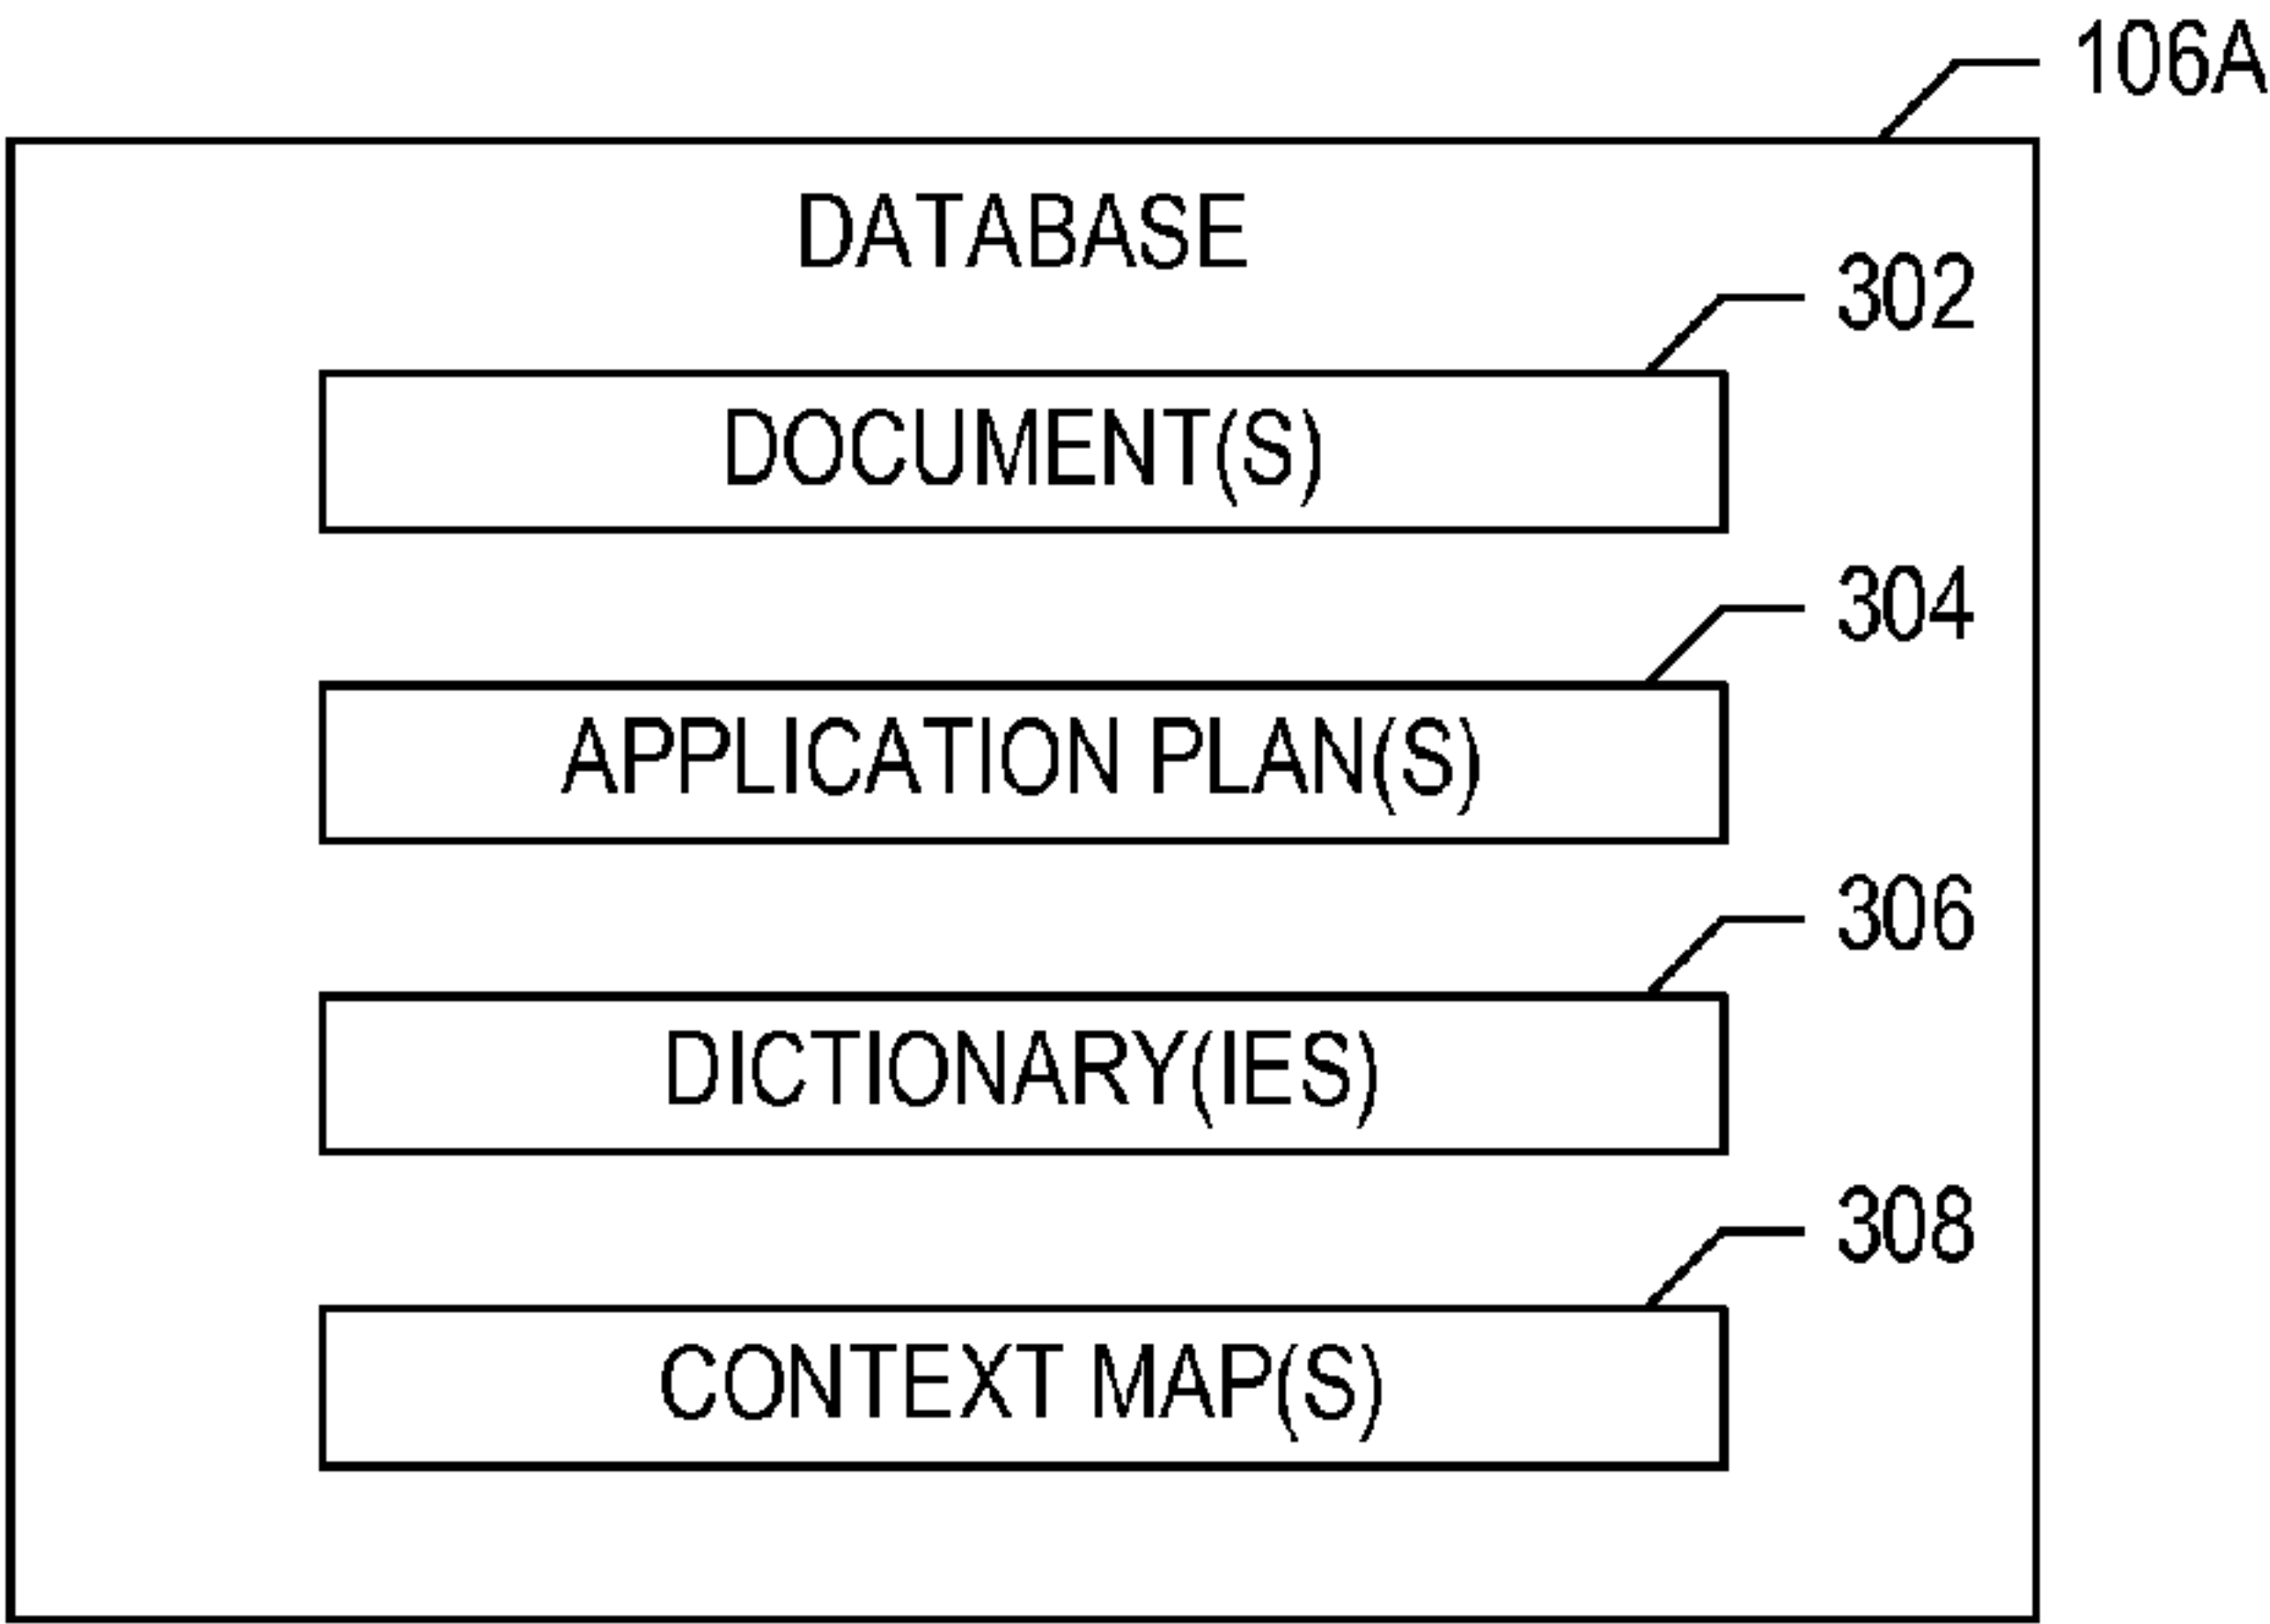 106A
DATABASE
302
DOCUMENT(S)
304
APPLICATION PLAN(S)
306
DICTIONARY(IES)
308
CONTEXT MAP(S)